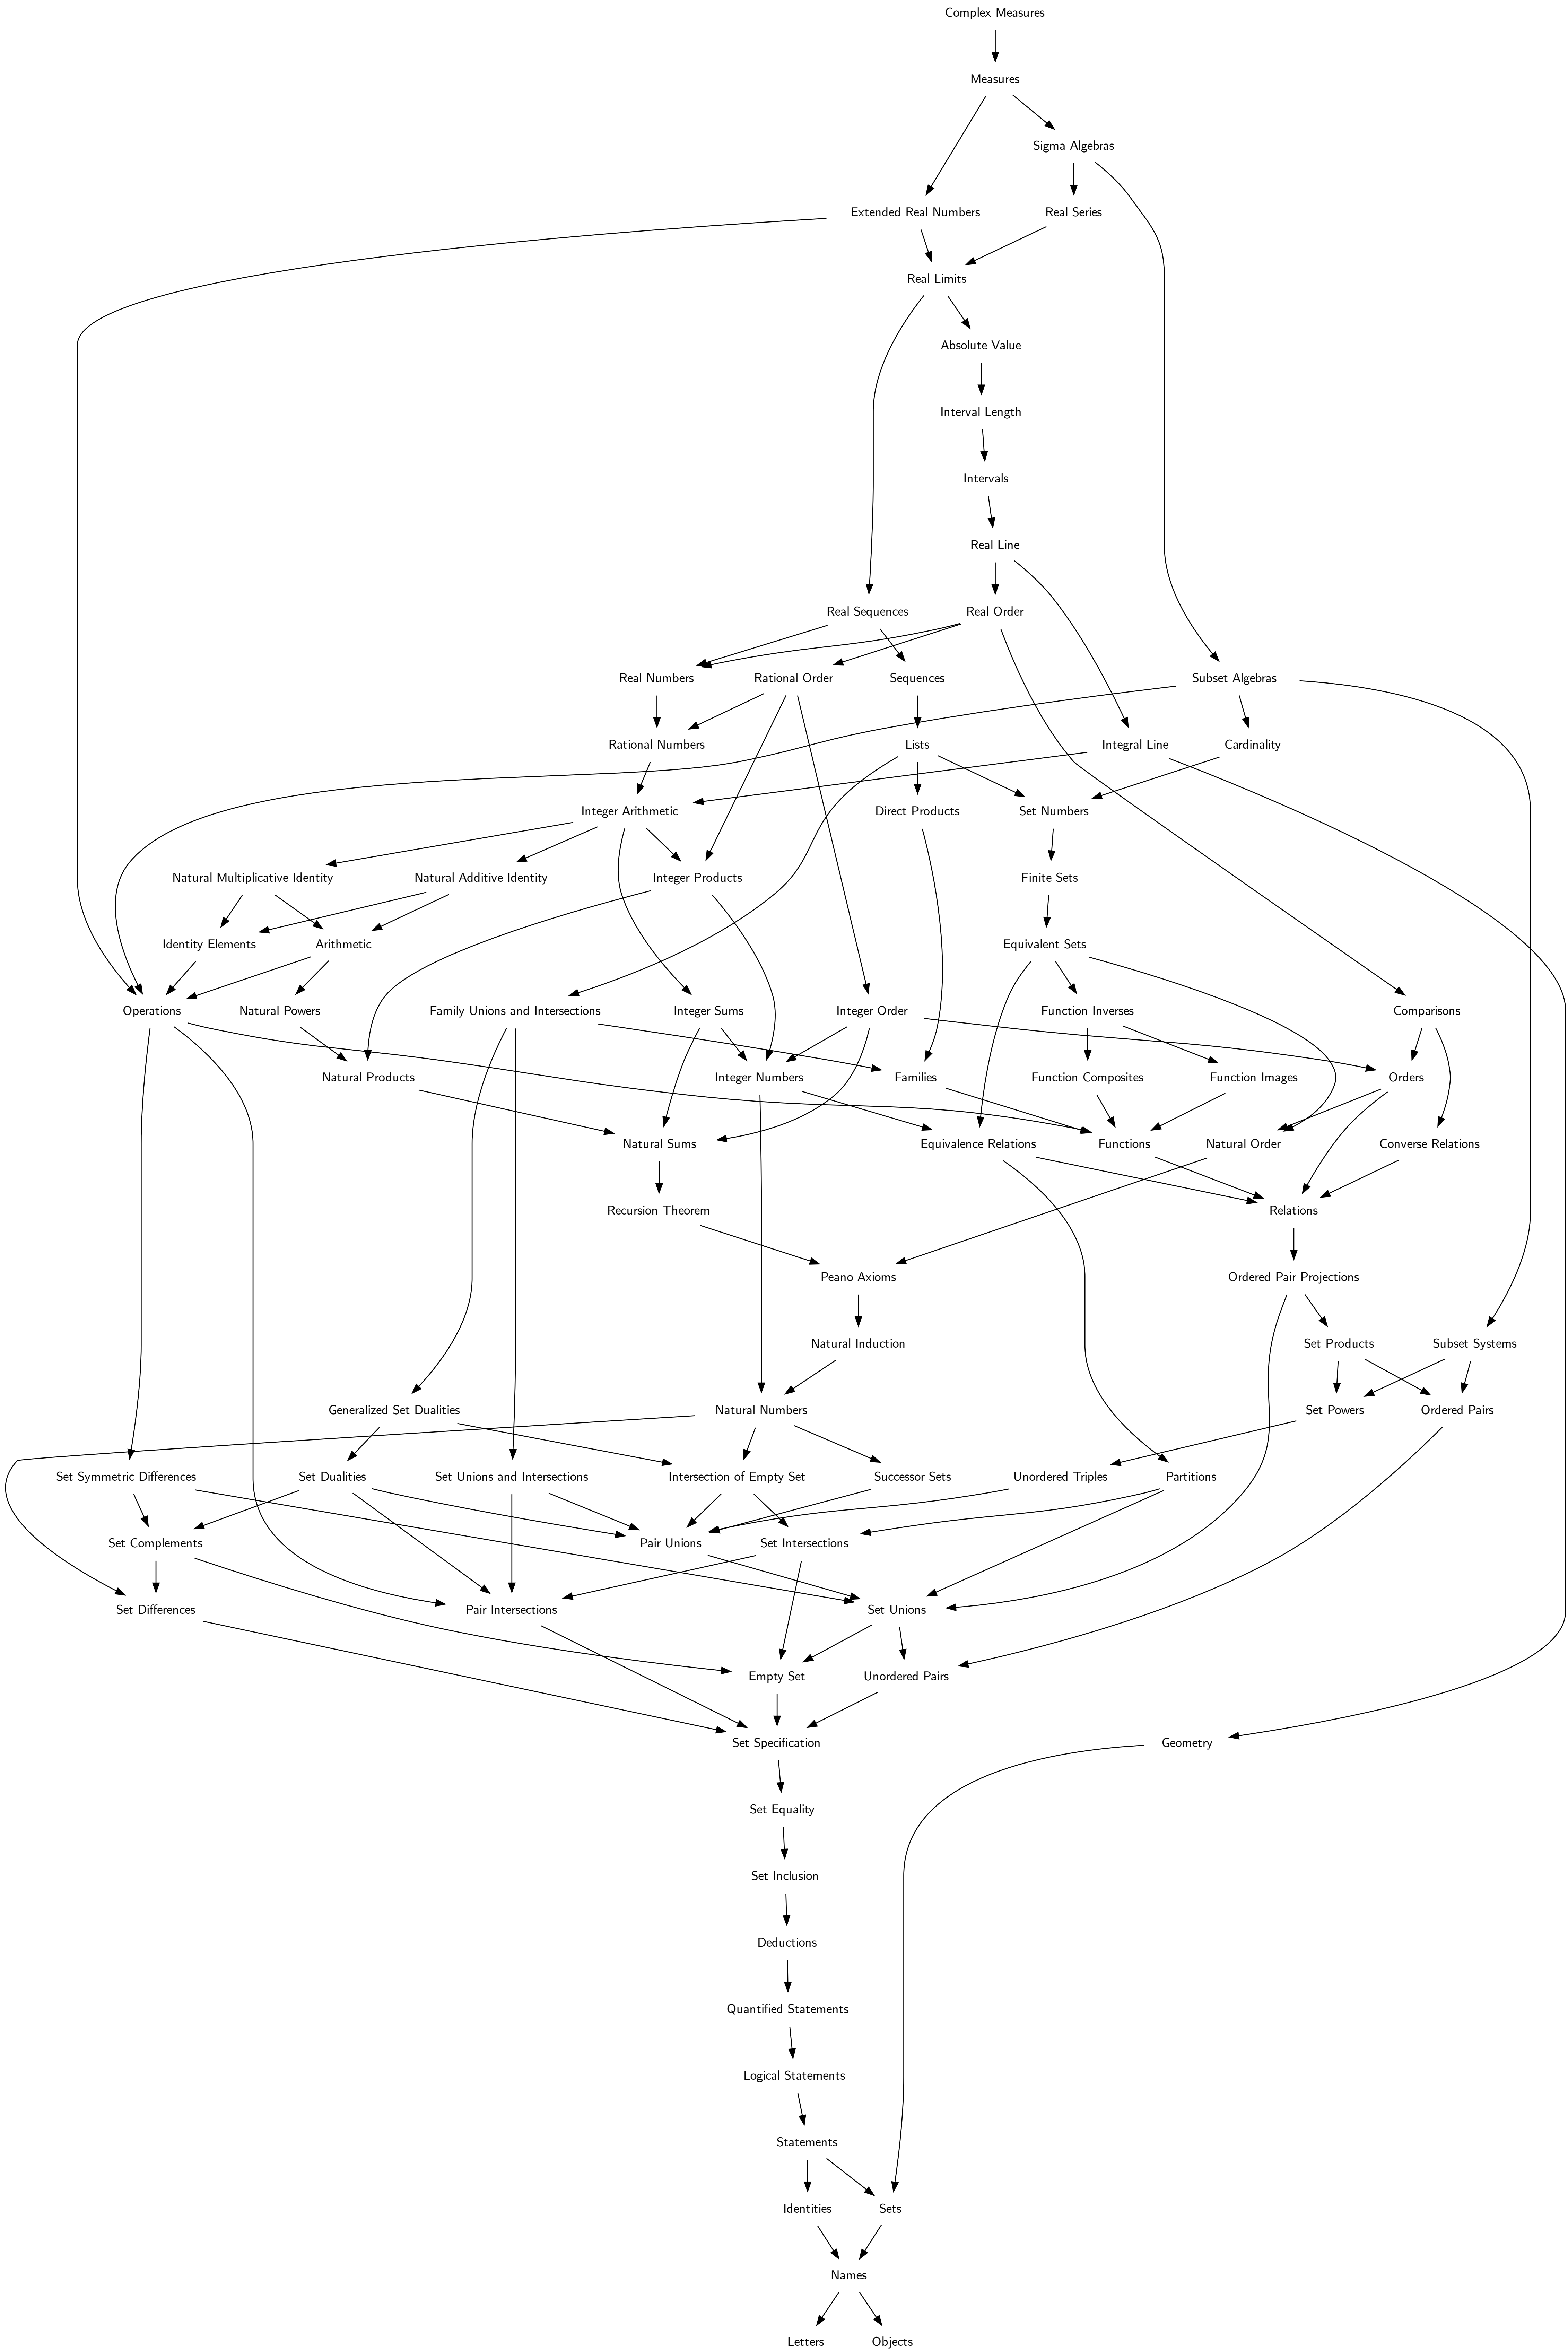 Complex Measures
Measures
Sigma Algebras
Extended Real Numbers
Real Series
Real Limits
Absolute Value
Interval Length
Intervals
Real Line
Real Sequences
Real Order
Real Numbers
Rational Order
Sequences
Subset Algebras
Rational Numbers
Lists
Integral Line
Cardinality
Integer Arithmetic
Direct Products
Set Numbers
Natural Multiplicative Identity
Natural Additive Identity
Integer Products
Finite Sets
Identity Elements
Arithmetic
Equivalent Sets
Operations
Natural Powers
Family Unions and Intersections
Integer Sums
Integer Order
Function Inverses
Comparisons
Natural Products
Integer Numbers
Families
Function Composites
Function Images
Orders
Natural Sums
Equivalence Relations
Functions
Natural Order
Converse Relations
Recursion Theorem
Relations
Peano Axioms
Ordered Pair Projections
Natural Induction
Set Products
Subset Systems
Generalized Set Dualities
Natural Numbers
Set Powers
Ordered Pairs
Set Symmetric Differences
Set Dualities
Set Unions and Intersections
Intersection of Empty Set
Successor Sets
Unordered Triples
Partitions
Set Complements
Pair Unions
Set Intersections
Set Differences
Pair Intersections
Set Unions
Empty Set
Unordered Pairs
Set Specification
Geometry
Set Equality
Set Inclusion
Deductions
Quantified Statements
Logical Statements
Statements
Identities
Sets
Names
Letters
Objects